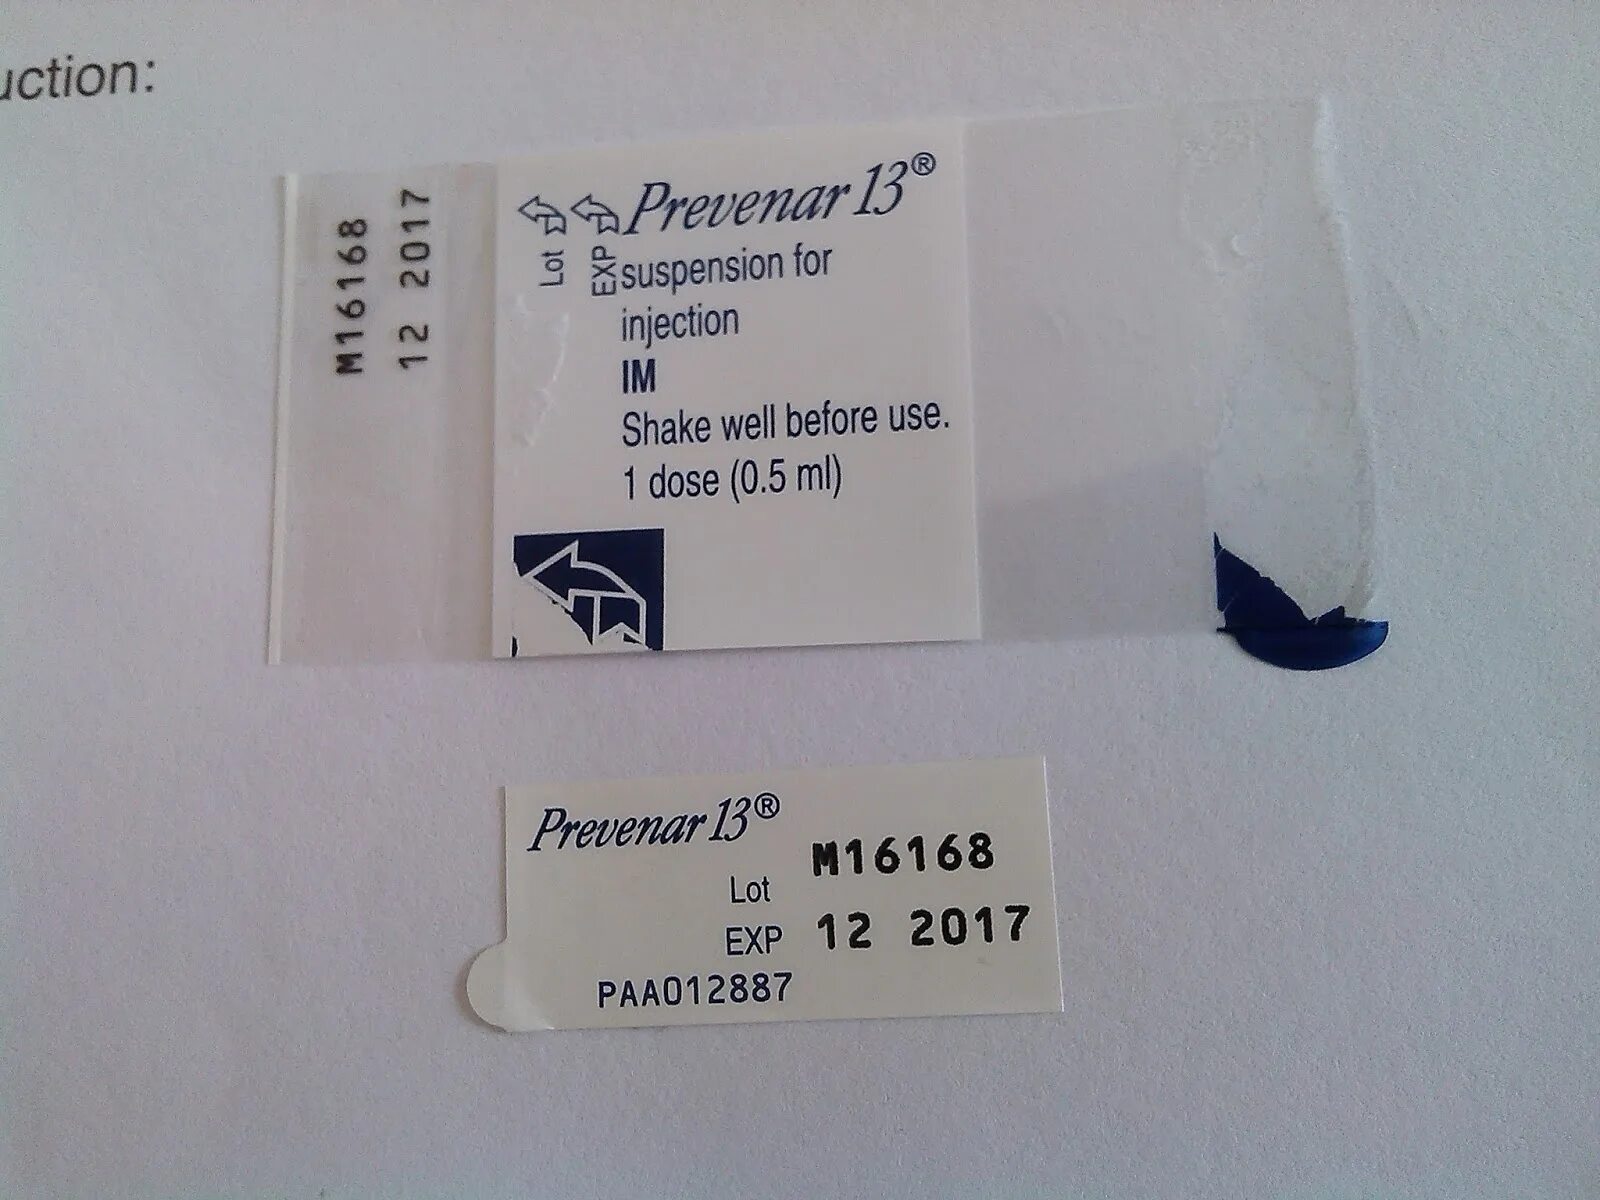 uction:
M16168
12 2017
Lot
EXP
Prevenar 13®
suspension for
injection
IM
Shake well before use.
1 dose (0.5 ml)
Prevenar 13®
Lot M16168
EXP 12 2017
PAA012887